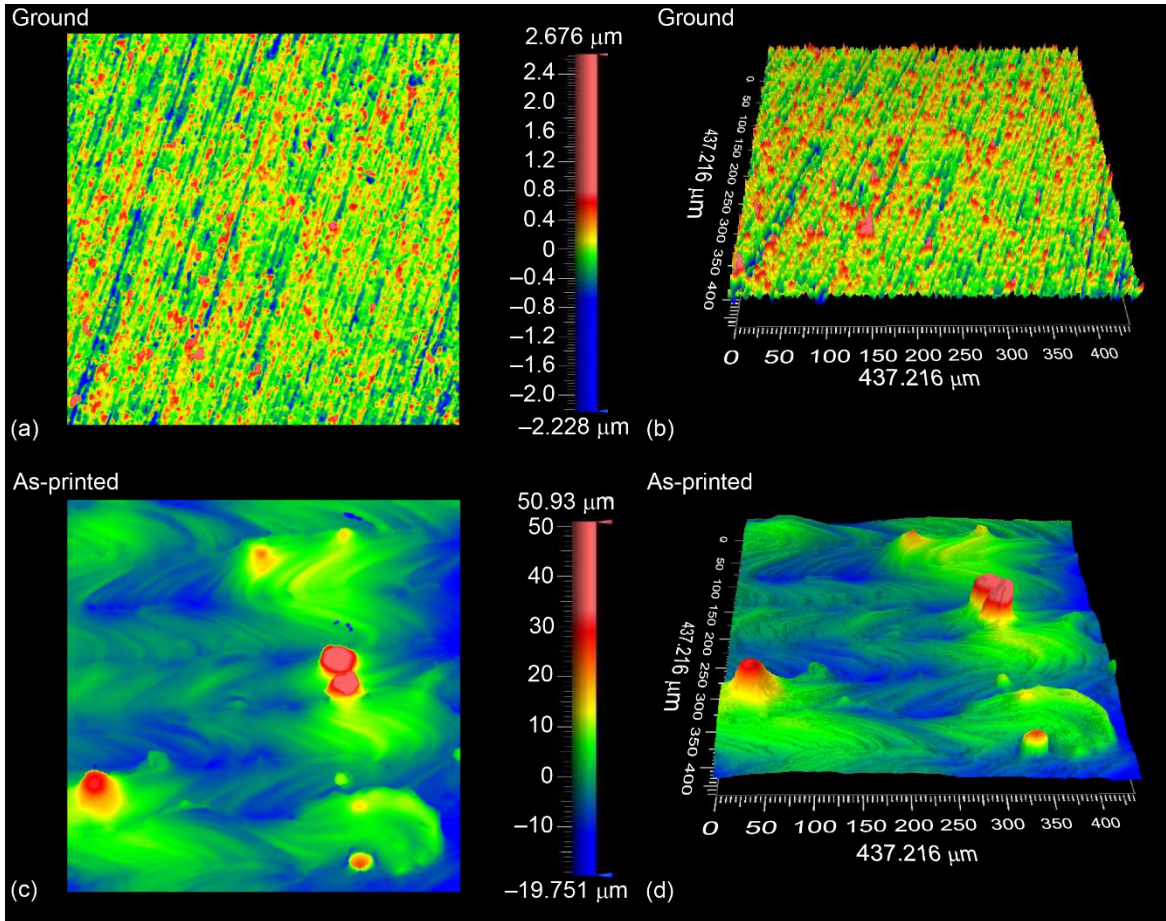 Ground
2.676 μm
2.4
2.0
1.6
1.2
0.8
0.4
0
–0.4
–0.8
–1.2
–1.6
–2.0
–2.228 μm
(a)
Ground
0
50
100
150
200
250
300
350
400
437.216 μm
0 50 100 150 200 250 300 350 400
437.216 μm
(b)
As-printed
50.93 μm
50
40
30
20
10
0
–10
–19.751 μm
(c)
As-printed
0
50
100
150
200
250
300
350
400
437.216 μm
0 50 100 150 200 250 300 350 400
437.216 μm
(d)